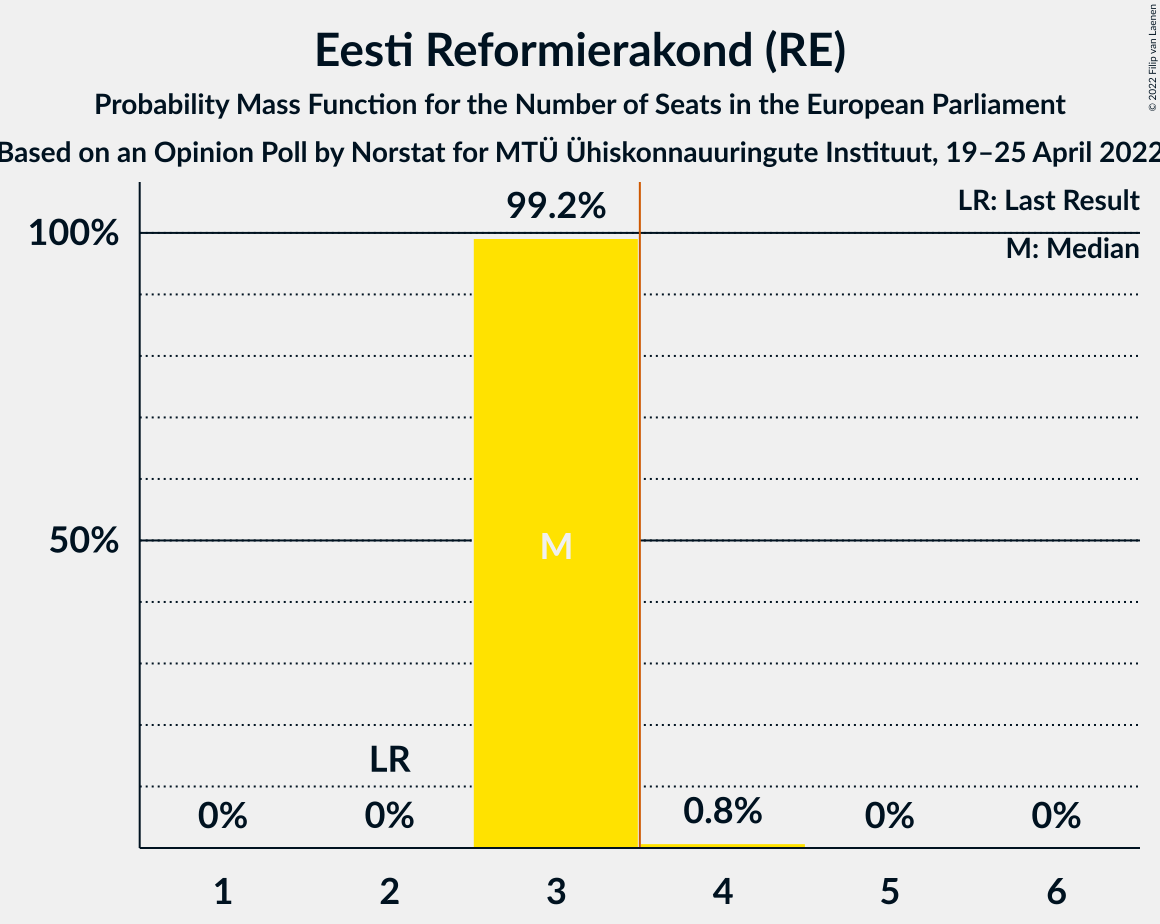 Eesti Reformierakond (RE)
Probability Mass Function for the Number of Seats in the European Parliament
Based on an Opinion Poll by Norstat for MTÜ Ühiskonnauuringute Instituut, 19–25 April 2022
© 2022 Filip van Laenen
LR: Last Result
M: Median
99.2%
100%
50%
M
LR
0%
0%
0.8%
0%
0%
1
2
3
4
5
6